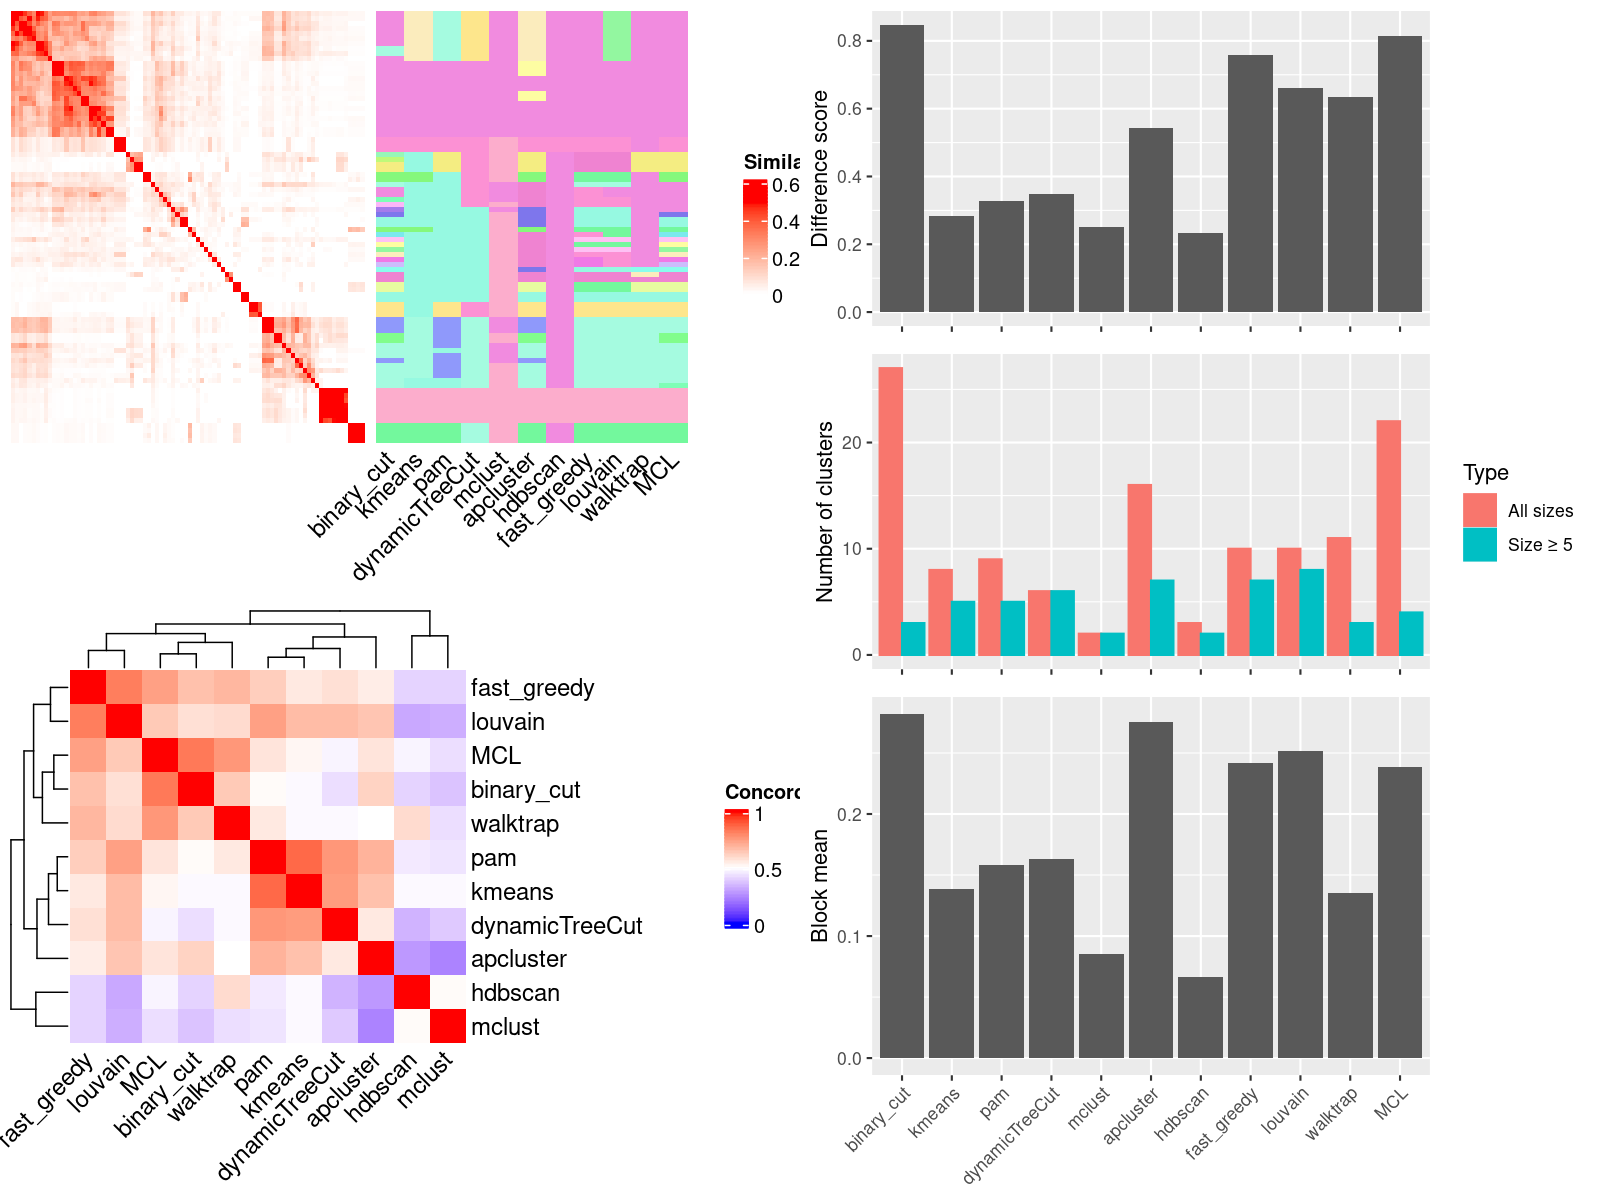 Simila
0.6
0.4
0.2
0
binary_cut
kmeans
pam
dynamicTreeCut
mclust
apcluster
hdbscan
fast_greedy
louvain
walktrap
MCL
Difference score
0.8
0.6
0.4
0.2
0.0
Number of clusters
20
10
0
Type
All sizes
Size ≥ 5
fast_greedy
louvain
MCL
binary_cut
walktrap
pam
kmeans
dynamicTreeCut
apcluster
hdbscan
mclust
fast_greedy
louvain
MCL
binary_cut
walktrap
pam
kmeans
dynamicTreeCut
apcluster
hdbscan
mclust
Concord
1
0.5
0
Block mean
0.2
0.1
0.0
binary_cut
kmeans
pam
dynamicTreeCut
mclust
apcluster
hdbscan
fast_greedy
louvain
walktrap
MCL